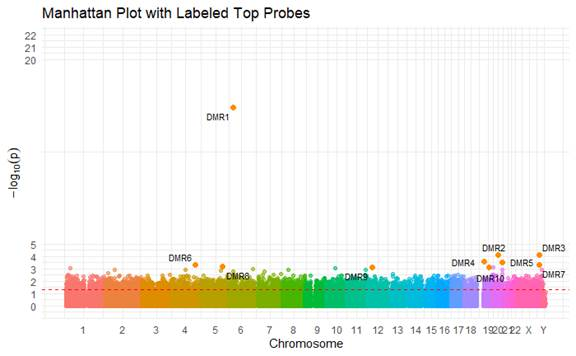 Manhattan Plot with Labeled Top Probes
22
21
20
DMR1
−log10(p)
5
4
3
2
1
0
DMR6
DMR8
DMR9
DMR4
DMR2
DMR10
DMR5
DMR3
DMR7
1 2 3 4 5 6 7 8 9 10 11 12 13 14 15 16 17 18 19 20 21 22 X Y
Chromosome